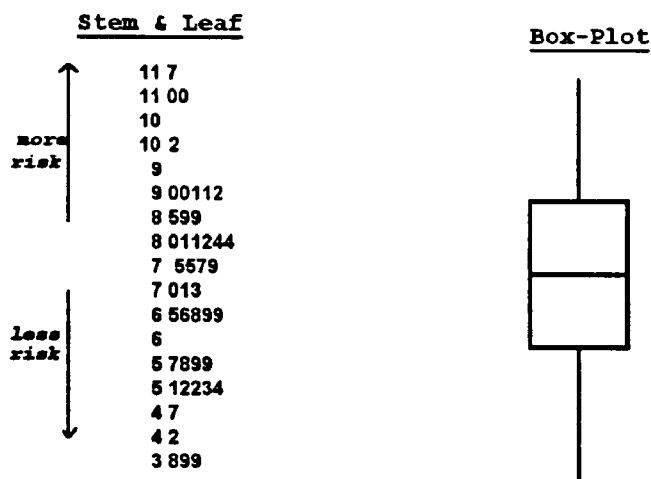 Stem & Leaf
Box-Plot
more
risk
less
risk
11 7
11 00
10
10 2
9
9 00112
8 599
8 011244
7 5579
7 013
6 56899
6
5 7899
5 12234
4 7
4 2
3 899